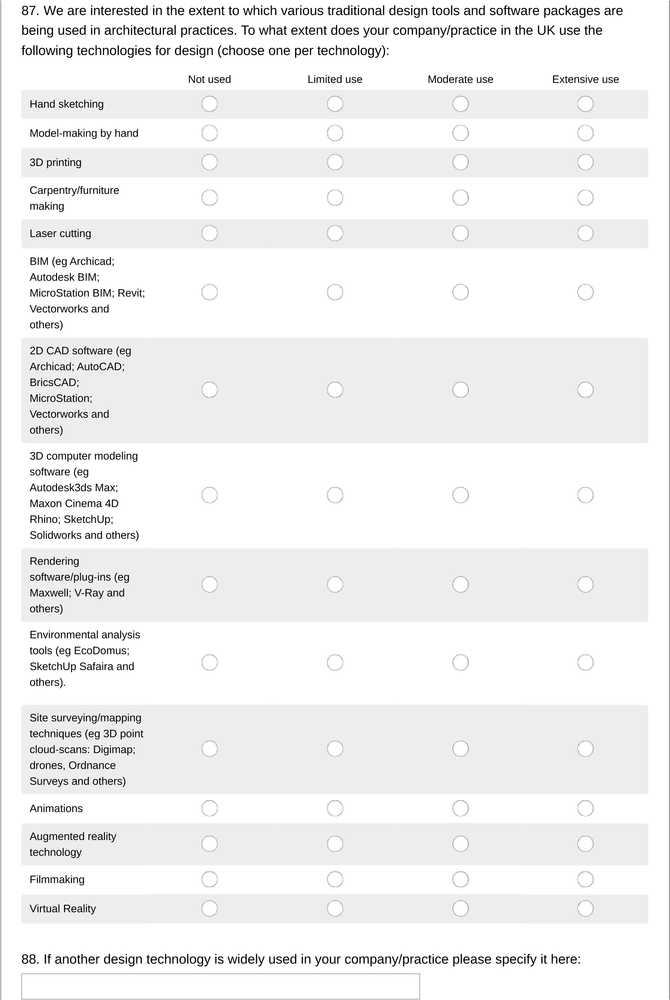 87. We are interested in the extent to which various traditional design tools and software packages are
being used in architectural practices. To what extent does your company/practice in the UK use the
following technologies for design (choose one per technology):
Not used Limited use Moderate use Extensive use
Hand sketching
Model-making by hand
3D printing
Carpentry/furniture
making
Laser cutting
BIM (eg Archicad;
Autodesk BIM;
MicroStation BIM; Revit;
Vectorworks and
others)
2D CAD software (eg
Archicad; AutoCAD;
BricsCAD;
MicroStation;
Vectorworks and
others)
3D computer modeling
software (eg
Autodesk3ds Max;
Maxon Cinema 4D
Rhino; SketchUp;
Solidworks and others)
Rendering
software/plug-ins (eg
Maxwell; V-Ray and
others)
Environmental analysis
tools (eg EcoDomus;
SketchUp Safaira and
others).
Site surveying/mapping
techniques (eg 3D point
cloud-scans: Digimap;
drones, Ordnance
Surveys and others)
Animations
Augmented reality
technology
Filmmaking
Virtual Reality
88. If another design technology is widely used in your company/practice please specify it here: